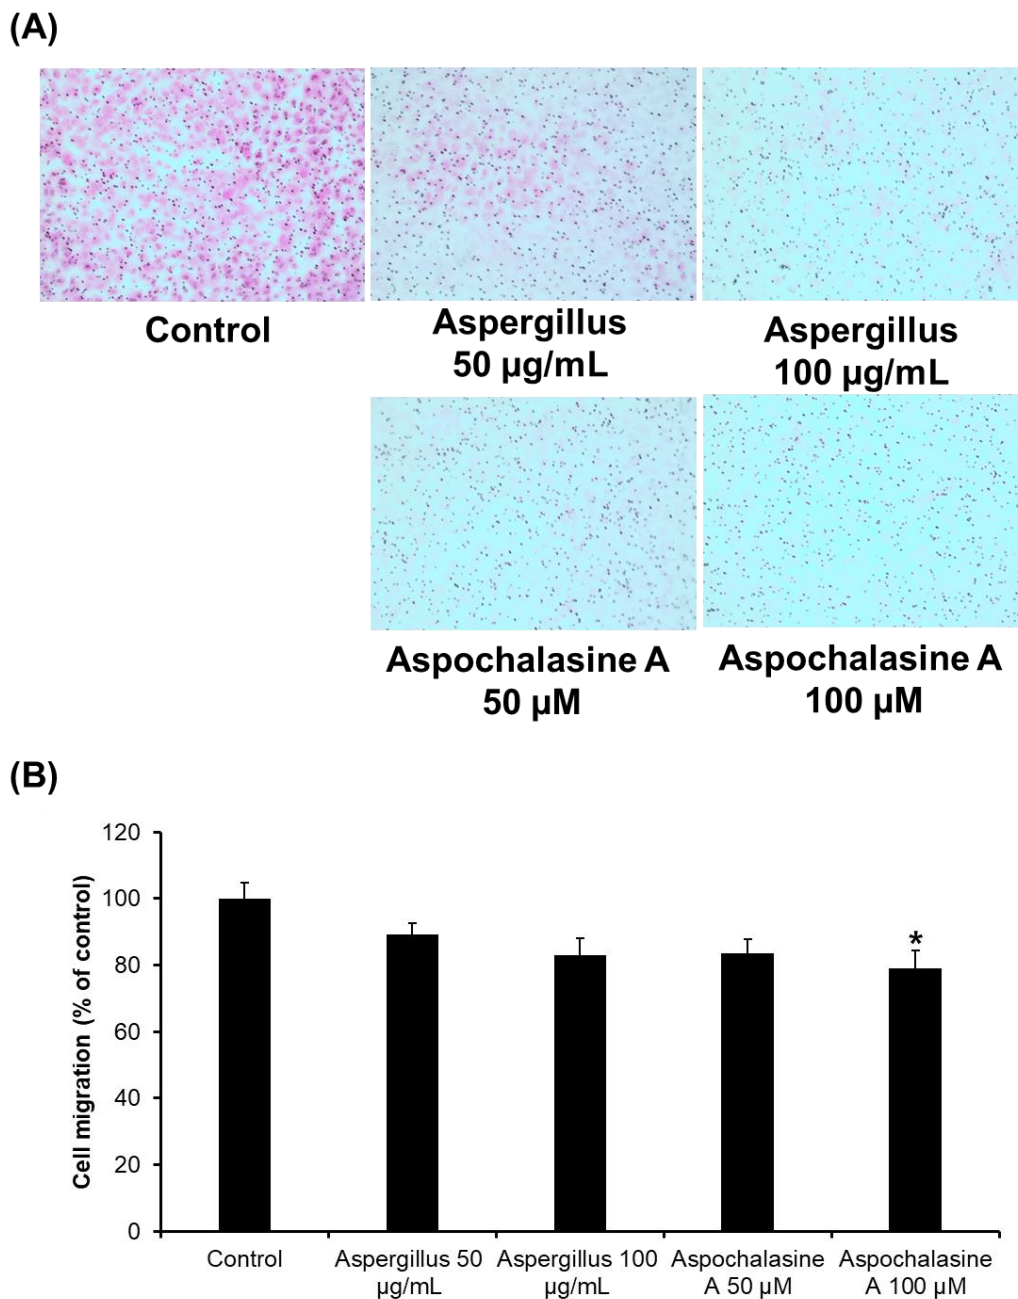 (A)
Control
Aspergillus
50 µg/mL
Aspergillus
100 µg/mL
Aspochalasine A
50 µM
Aspochalasine A
100 µM
(B)
Cell migration (% of control)
120
100
80
60
40
20
0
*
Control
Aspergillus 50
µg/mL
Aspergillus 100
µg/mL
Aspochalasine
A 50 µM
Aspochalasine
A 100 µM